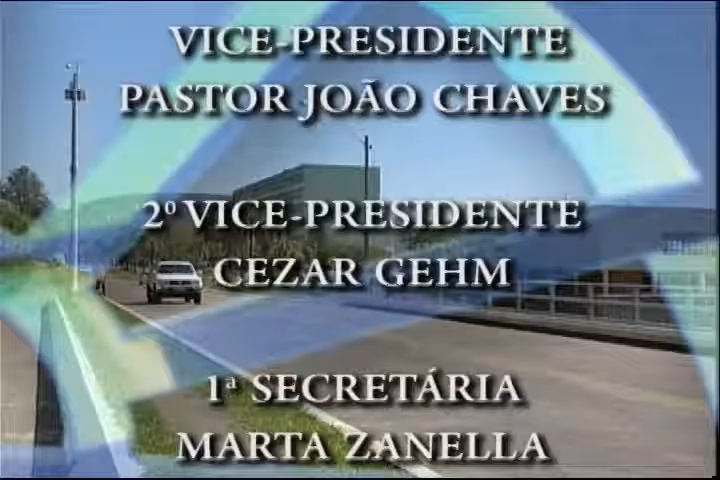 VICE-PRESIDENTE
PASTOR JOÃO CHAVES
2º VICE-PRESIDENTE
CEZAR GEHM
1ª SECRETÁRIA
MARTA ZANELLA